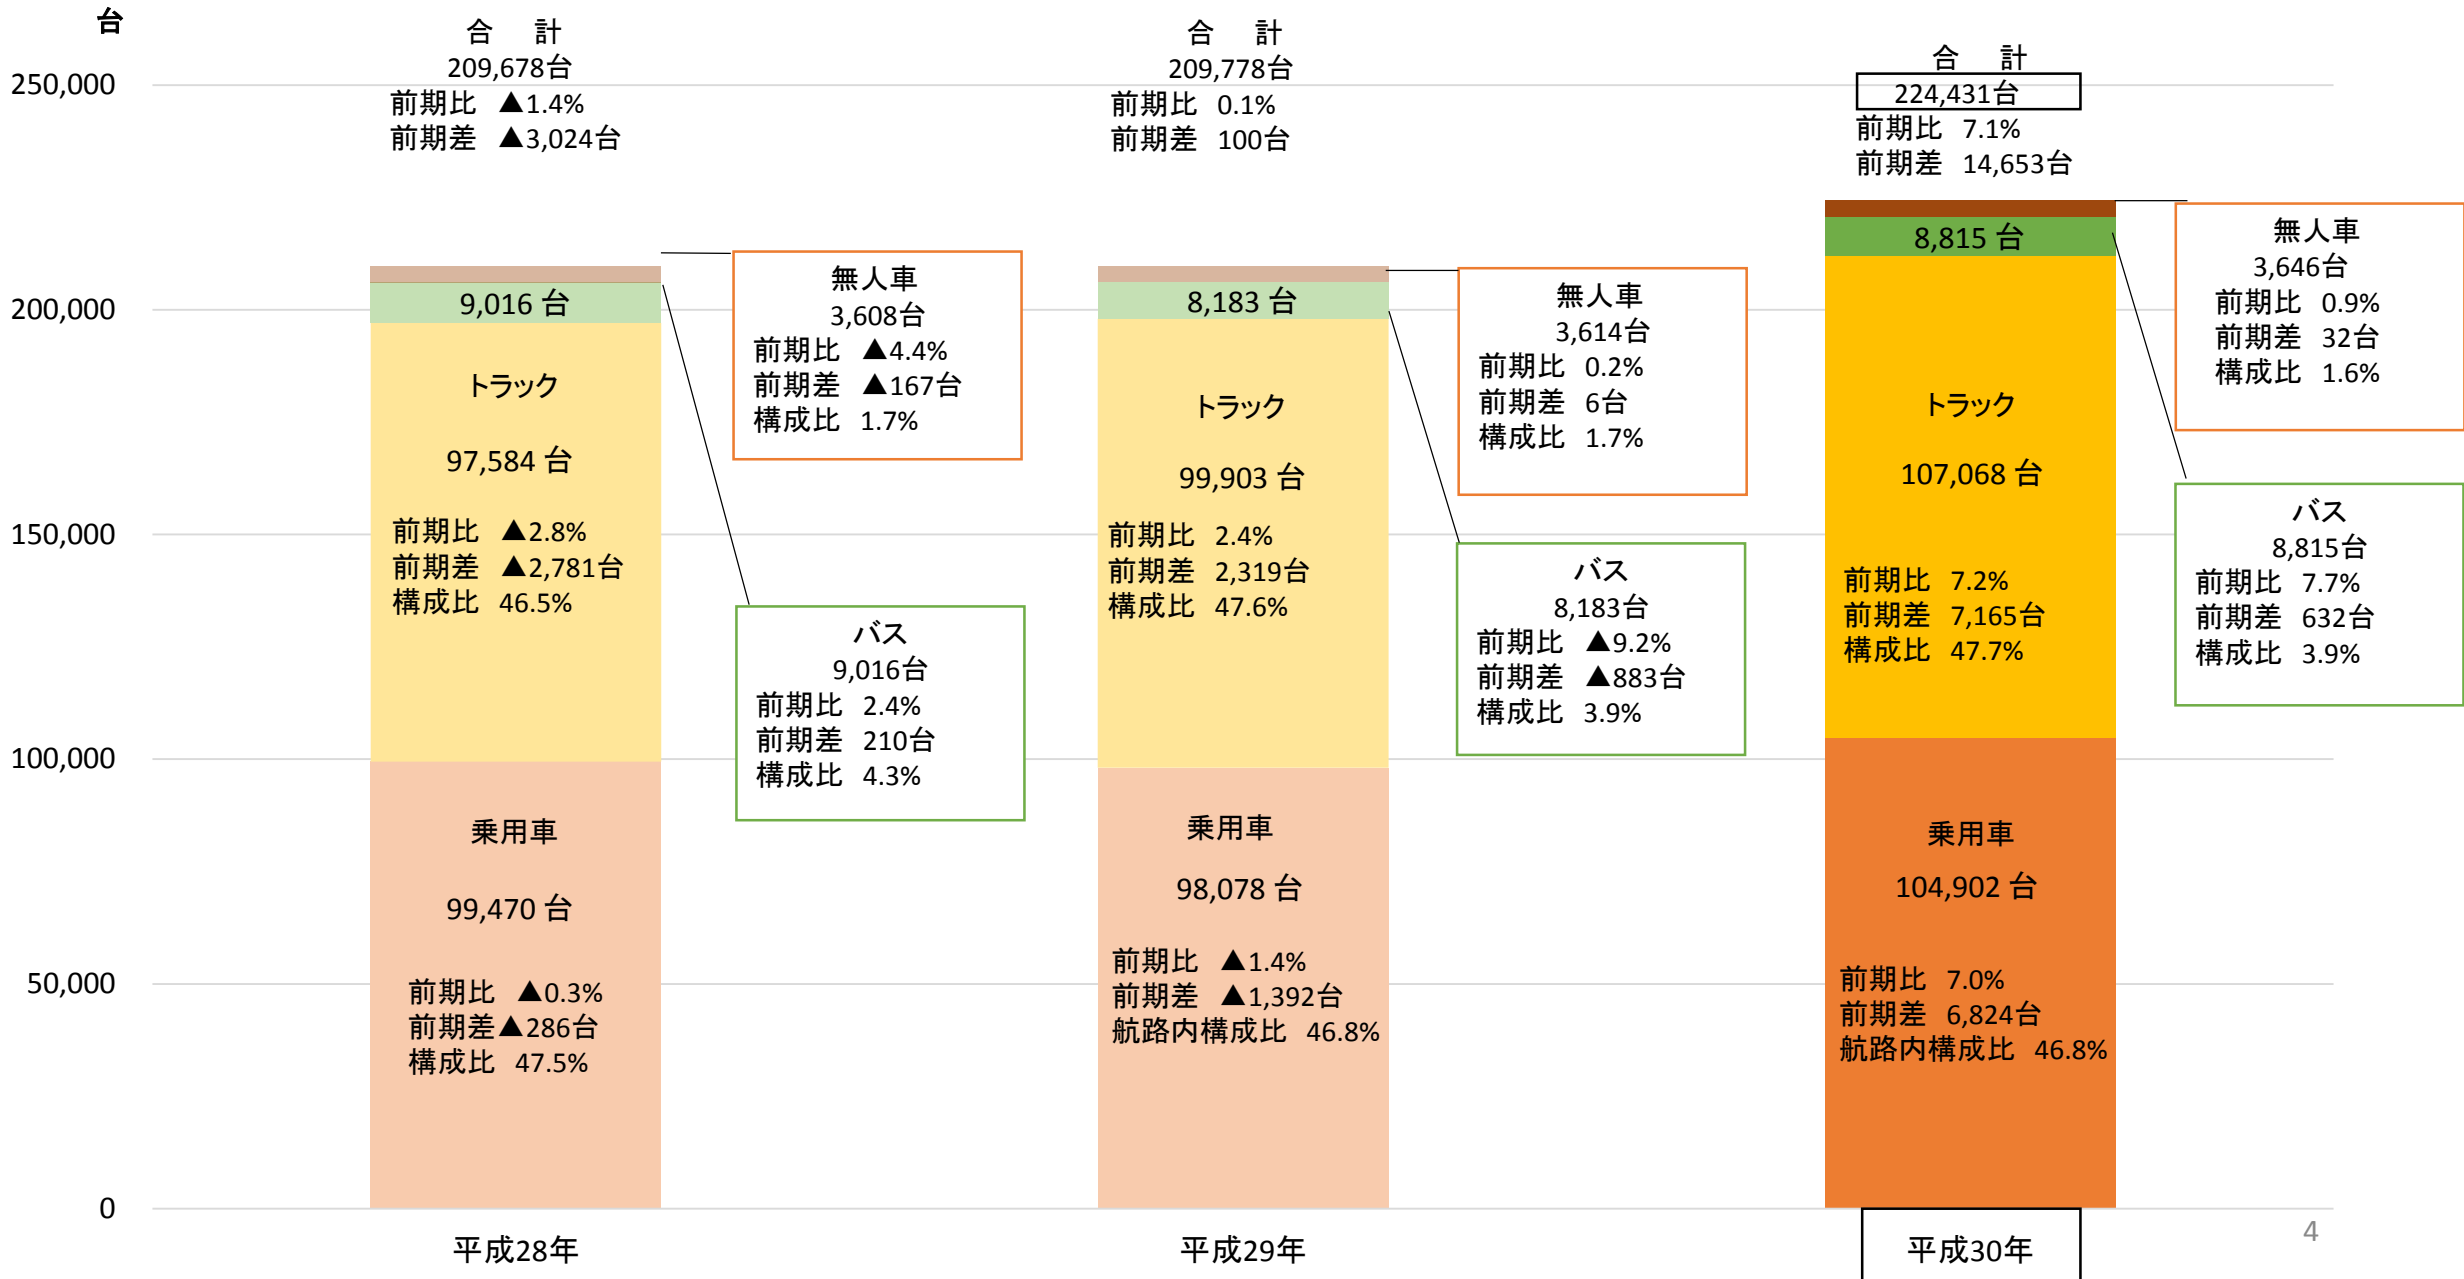 台
250,000
200,000
150,000
100,000
50,000
0
合　計
209,678台
前期比 ▲1.4%
前期差 ▲3,024台
9,016 台
トラック
97,584 台
前期比 ▲2.8%
前期差 ▲2,781台
構成比 46.5%
乗用車
99,470 台
前期比 ▲0.3%
前期差▲286台
構成比 47.5%
平成28年
無人車
3,608台
前期比 ▲4.4%
前期差 ▲167台
構成比 1.7%
バス
9,016台
前期比 2.4%
前期差 210台
構成比 4.3%
合　計
209,778台
前期比 0.1%
前期差 100台
8,183 台
トラック
99,903 台
前期比 2.4%
前期差 2,319台
構成比 47.6%
乗用車
98,078 台
前期比 ▲1.4%
前期差 ▲1,392台
航路内構成比 46.8%
平成29年
無人車
3,614台
前期比 0.2%
前期差 6台
構成比 1.7%
バス
8,183台
前期比 ▲9.2%
前期差 ▲883台
構成比 3.9%
合　計
224,431台
前期比 7.1%
前期差 14,653台
8,815 台
トラック
107,068 台
前期比 7.2%
前期差 7,165台
構成比 47.7%
乗用車
104,902 台
前期比 7.0%
前期差 6,824台
航路内構成比 46.8%
平成30年
無人車
3,646台
前期比 0.9%
前期差 32台
構成比 1.6%
バス
8,815台
前期比 7.7%
前期差 632台
構成比 3.9%
4